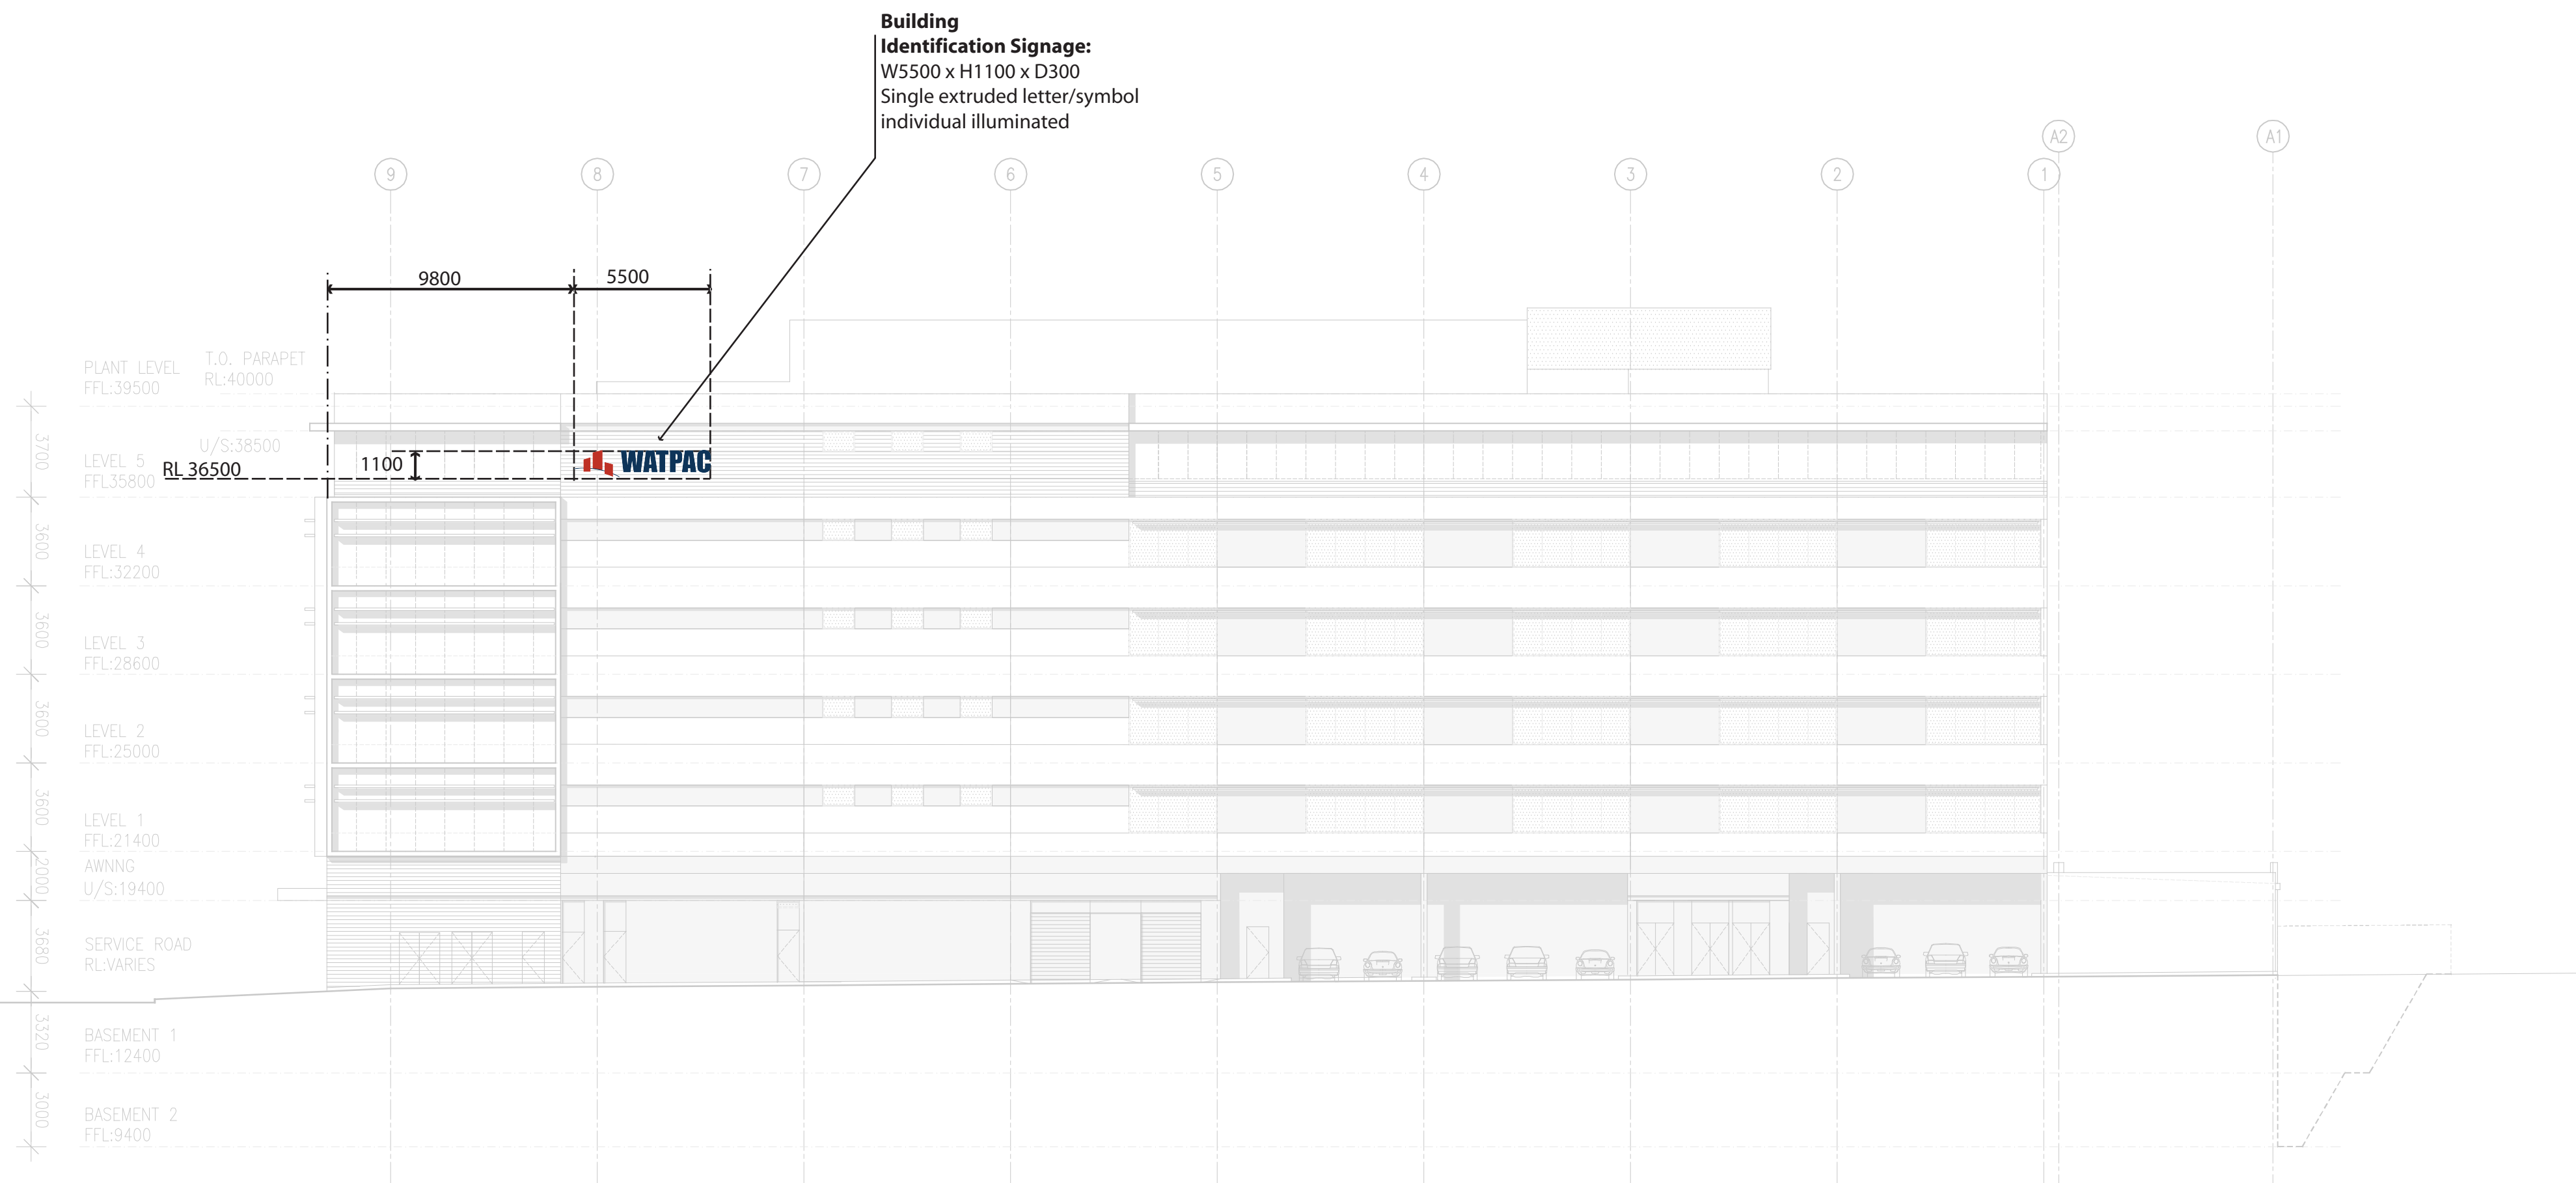 Building
Identification Signage:
W5500 x H1100 x D300
Single extruded letter/symbol
individual illuminated
A2
A1
9
8
7
6
5
4
3
2
1
9800
5500
PLANT LEVEL
FFL:39500
T.O. PARAPET
RL:40000
3700
U/S:38500
LEVEL 5
FFL35800
RL 36500
1100
WATPAC
3600
LEVEL 4
FFL:32200
3600
LEVEL 3
FFL:28600
3600
LEVEL 2
FFL:25000
3600
LEVEL 1
FFL:21400
2000
AWNNG
U/S:19400
3680
SERVICE ROAD
RL:VARIES
3320
BASEMENT 1
FFL:12400
3000
BASEMENT 2
FFL:9400